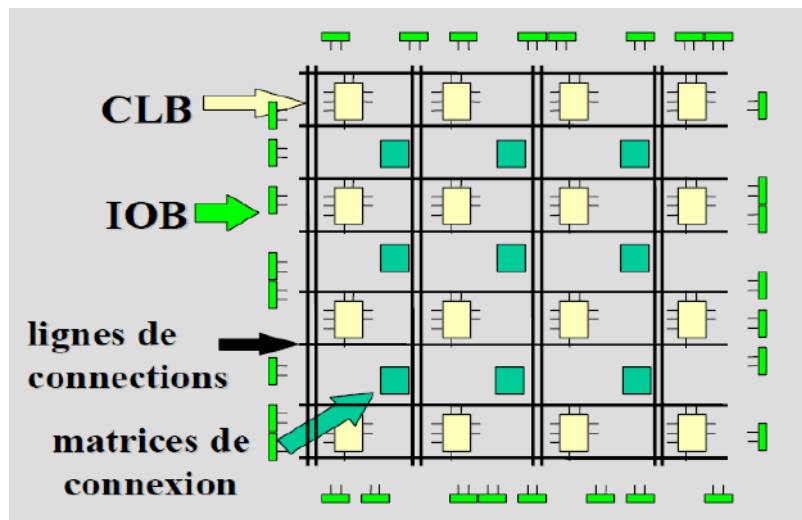 CLB
IOB
lignes de
connections
matrices de
connexion